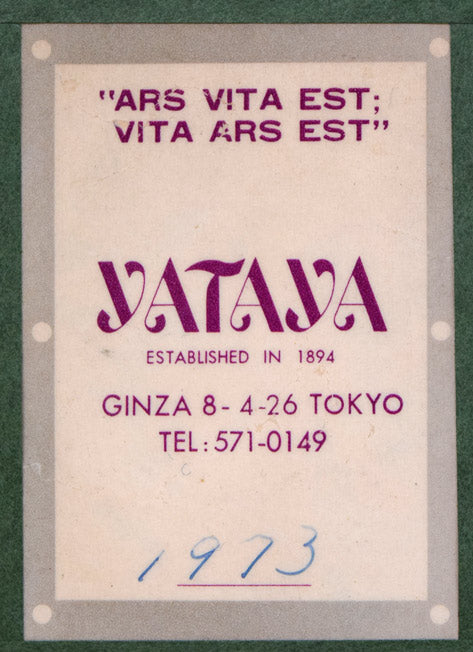 "ARS VITA EST;
VITA ARS EST"
YATAYA
ESTABLISHED IN 1894
GINZA 8-4-26 TOKYO
TEL: 571-0149
1973